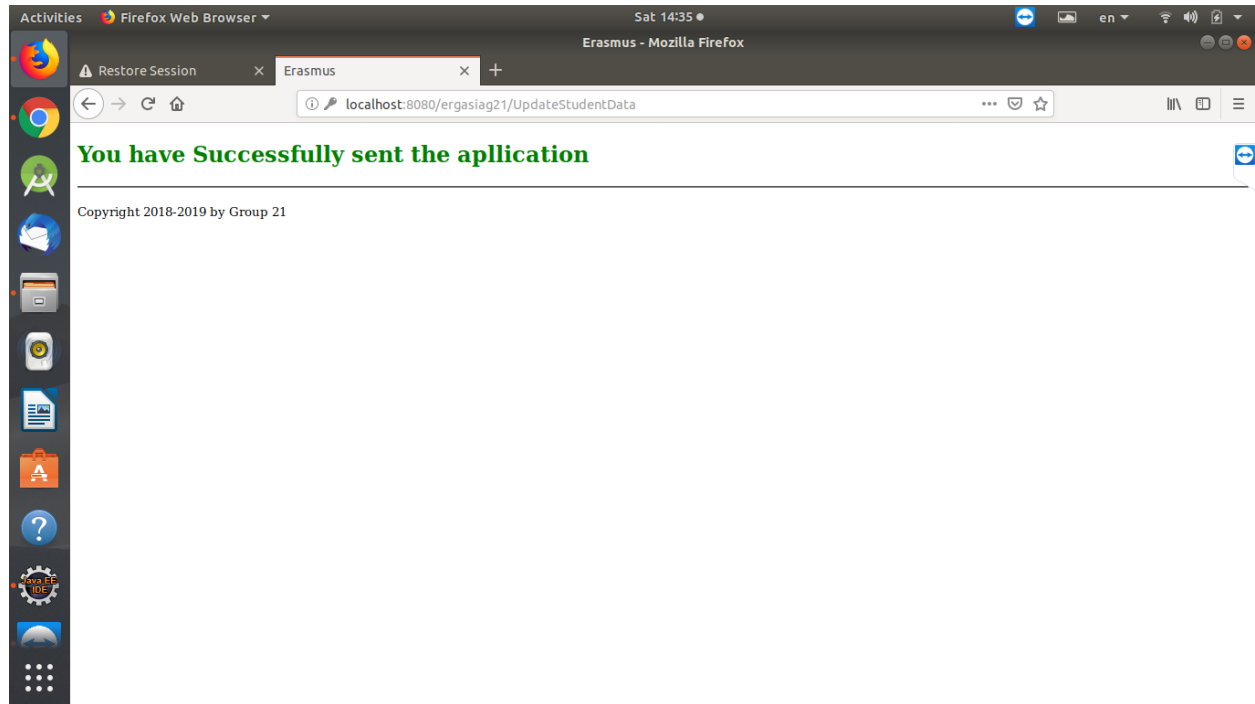 Activities Firefox Web Browser Sat 14:35 en
Erasmus - Mozilla Firefox
Restore Session Erasmus
localhost:8080/ergasiag21/UpdateStudentData
You have Successfully sent the apllication
Copyright 2018-2019 by Group 21
Java EE
IDE